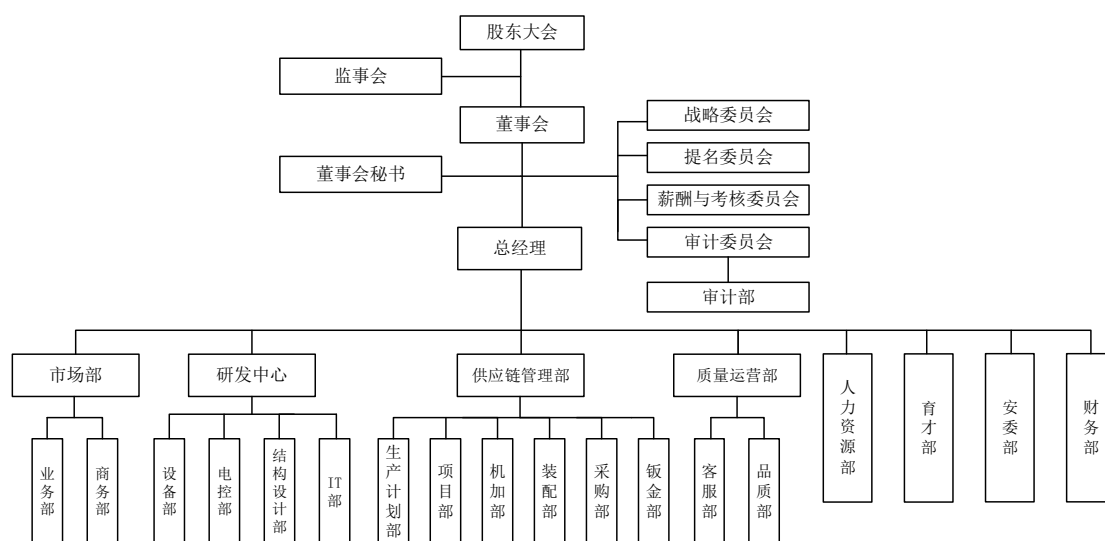 股东大会
监事会
董事会
战略委员会
提名委员会
董事会秘书
薪酬与考核委员会
总经理
审计委员会
审计部
市场部
研发中心
供应链管理部
质量运营部
人力资源部
育才部
安委部
财务部
业务部
商务部
设备部
电控部
结构设计部
IT部
生产计划部
项目部
机加部
装配部
采购部
钣金部
客服部
品质部